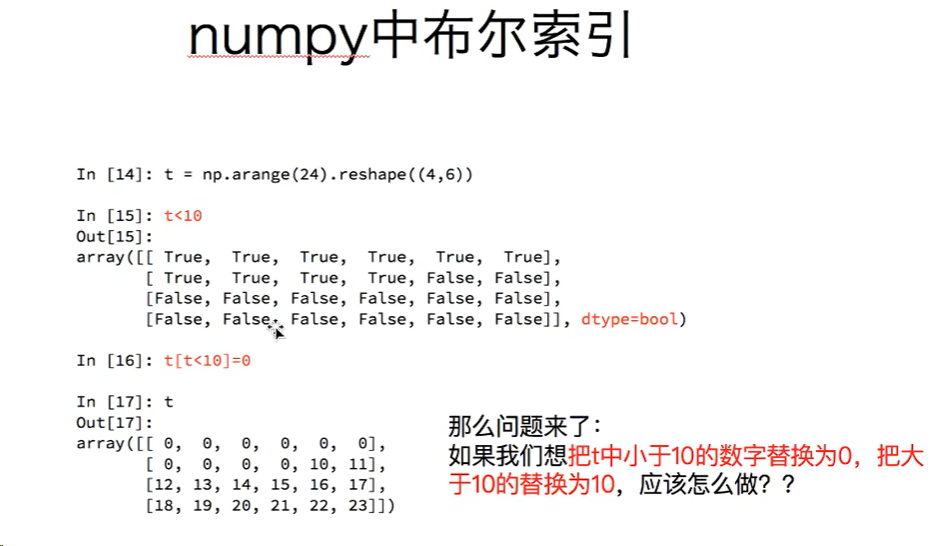 numpy中布尔索引
In [14]: t = np.arange(24).reshape((4,6))
In [15]: t<10
Out[15]:
array([[ True,  True,  True,  True,  True,  True],
       [ True,  True,  True,  True, False, False],
       [False, False, False, False, False, False],
       [False, False, False, False, False, False]], dtype=bool)
In [16]: t[t<10]=0
In [17]: t
Out[17]:
array([[ 0,  0,  0,  0,  0,  0],
       [ 0,  0,  0,  0, 10, 11],
       [12, 13, 14, 15, 16, 17],
       [18, 19, 20, 21, 22, 23]])
那么问题来了：
如果我们想把t中小于10的数字替换为0，把大
于10的替换为10，应该怎么做？？